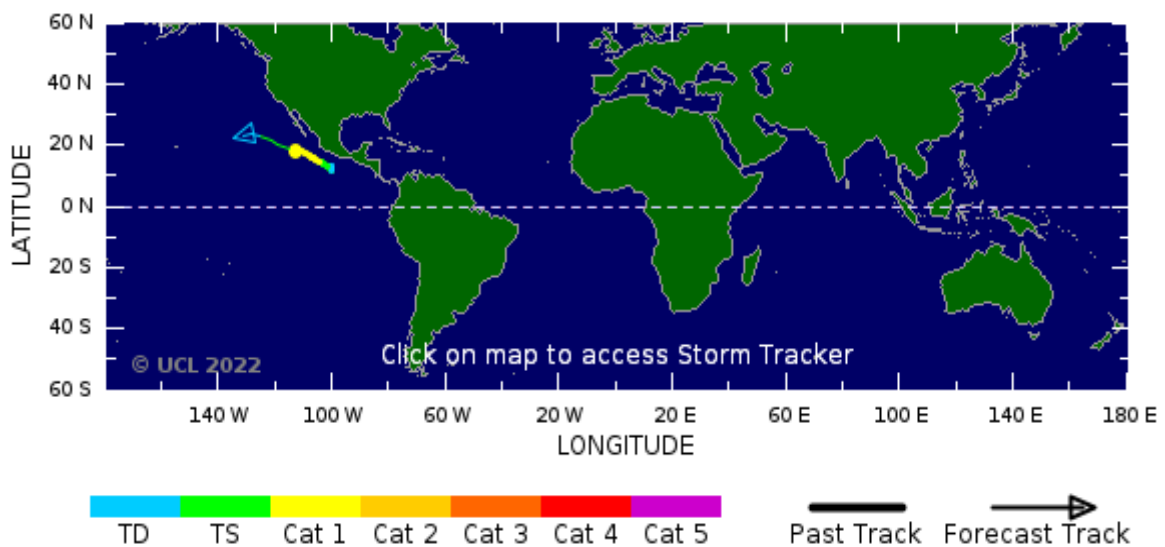 60 N
40 N
20 N
0 N
20 S
40 S
60 S
LATITUDE
© UCL 2022
Click on map to access Storm Tracker
140 W 100 W 60 W 20 W 20 E 60 E 100 E 140 E 180 E
LONGITUDE
TD TS Cat 1 Cat 2 Cat 3 Cat 4 Cat 5 Past Track Forecast Track